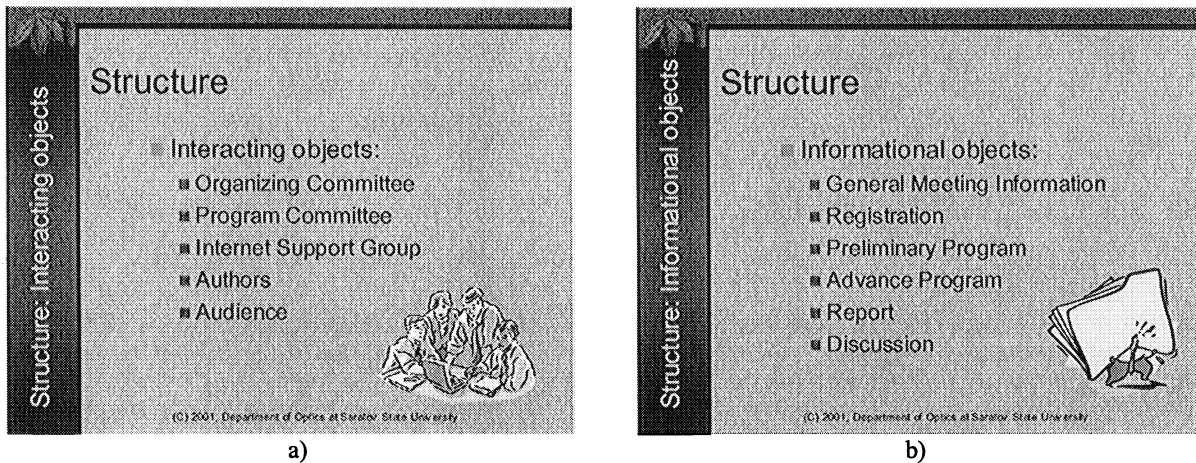 Structure: Interacting objects
Structure
Interacting objects:
Organizing Committee
Program Committee
Internet Support Group
Authors
Audience
(C) 2001, Department of Optics at Saratov State University
a)
Structure: Informational objects
Structure
Informational objects:
General Meeting Information
Registration
Preliminary Program
Advance Program
Report
Discussion
(C) 2001, Department of Optics at Saratov State University
b)